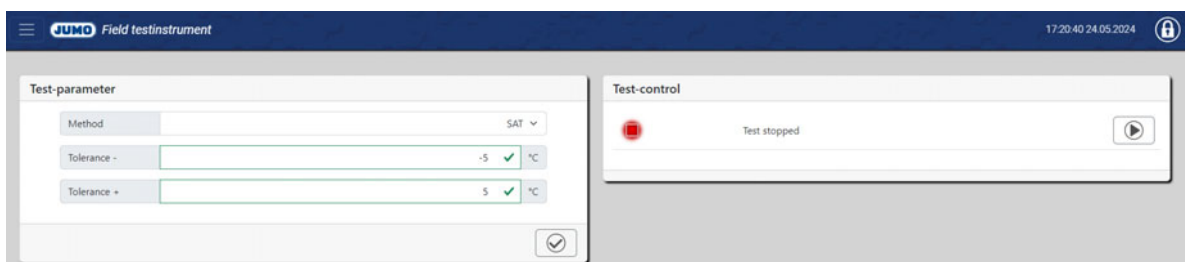 JUMO Field testinstrument 17:20:40 24.05.2024
Test-parameter
Method SAT
Tolerance - -5 °C
Tolerance + 5 °C
Test-control
Test stopped